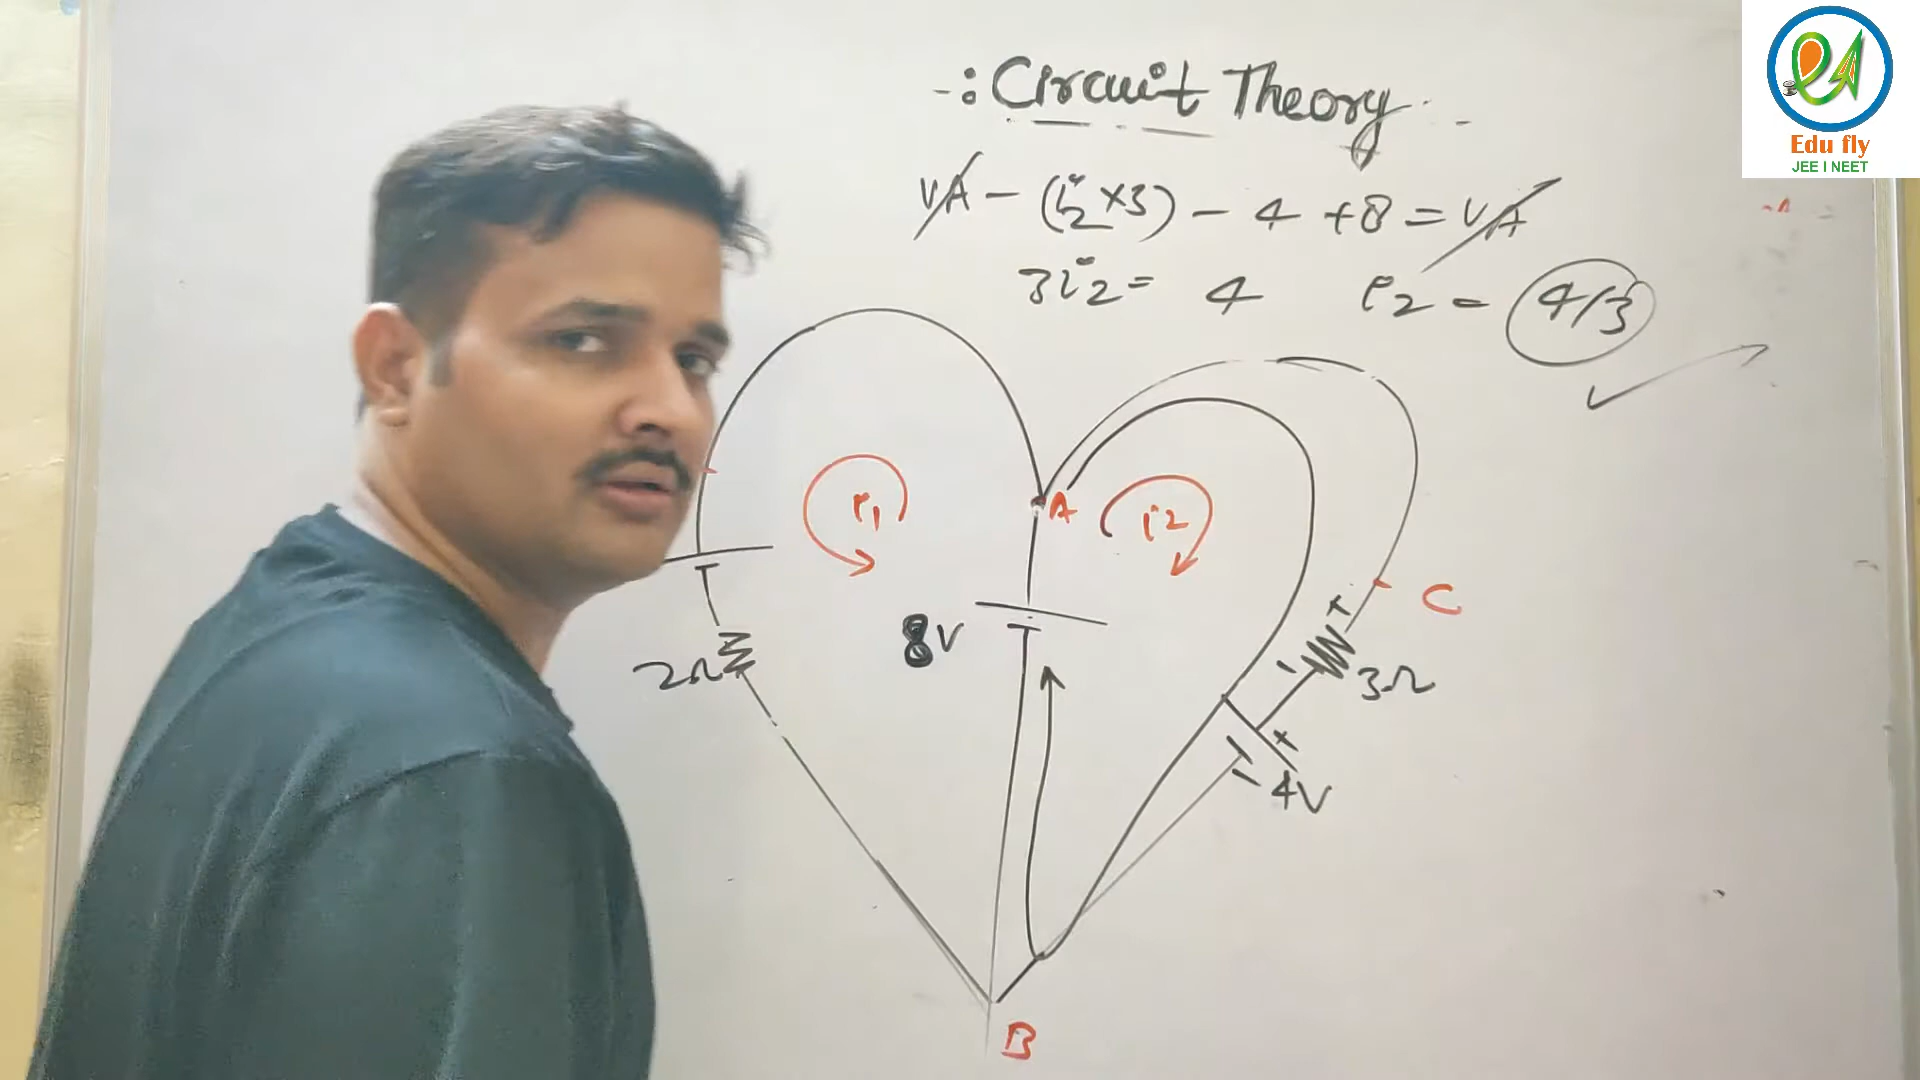 -: Circuit Theory :-
VA - (i2 ×3) - 4 +8 = VA
3i2 = 4 i2 = 4/3
i1
A
i2
C
8V
+
2Ω
-
3Ω
+
-
4V
B
Edu fly
JEE I NEET